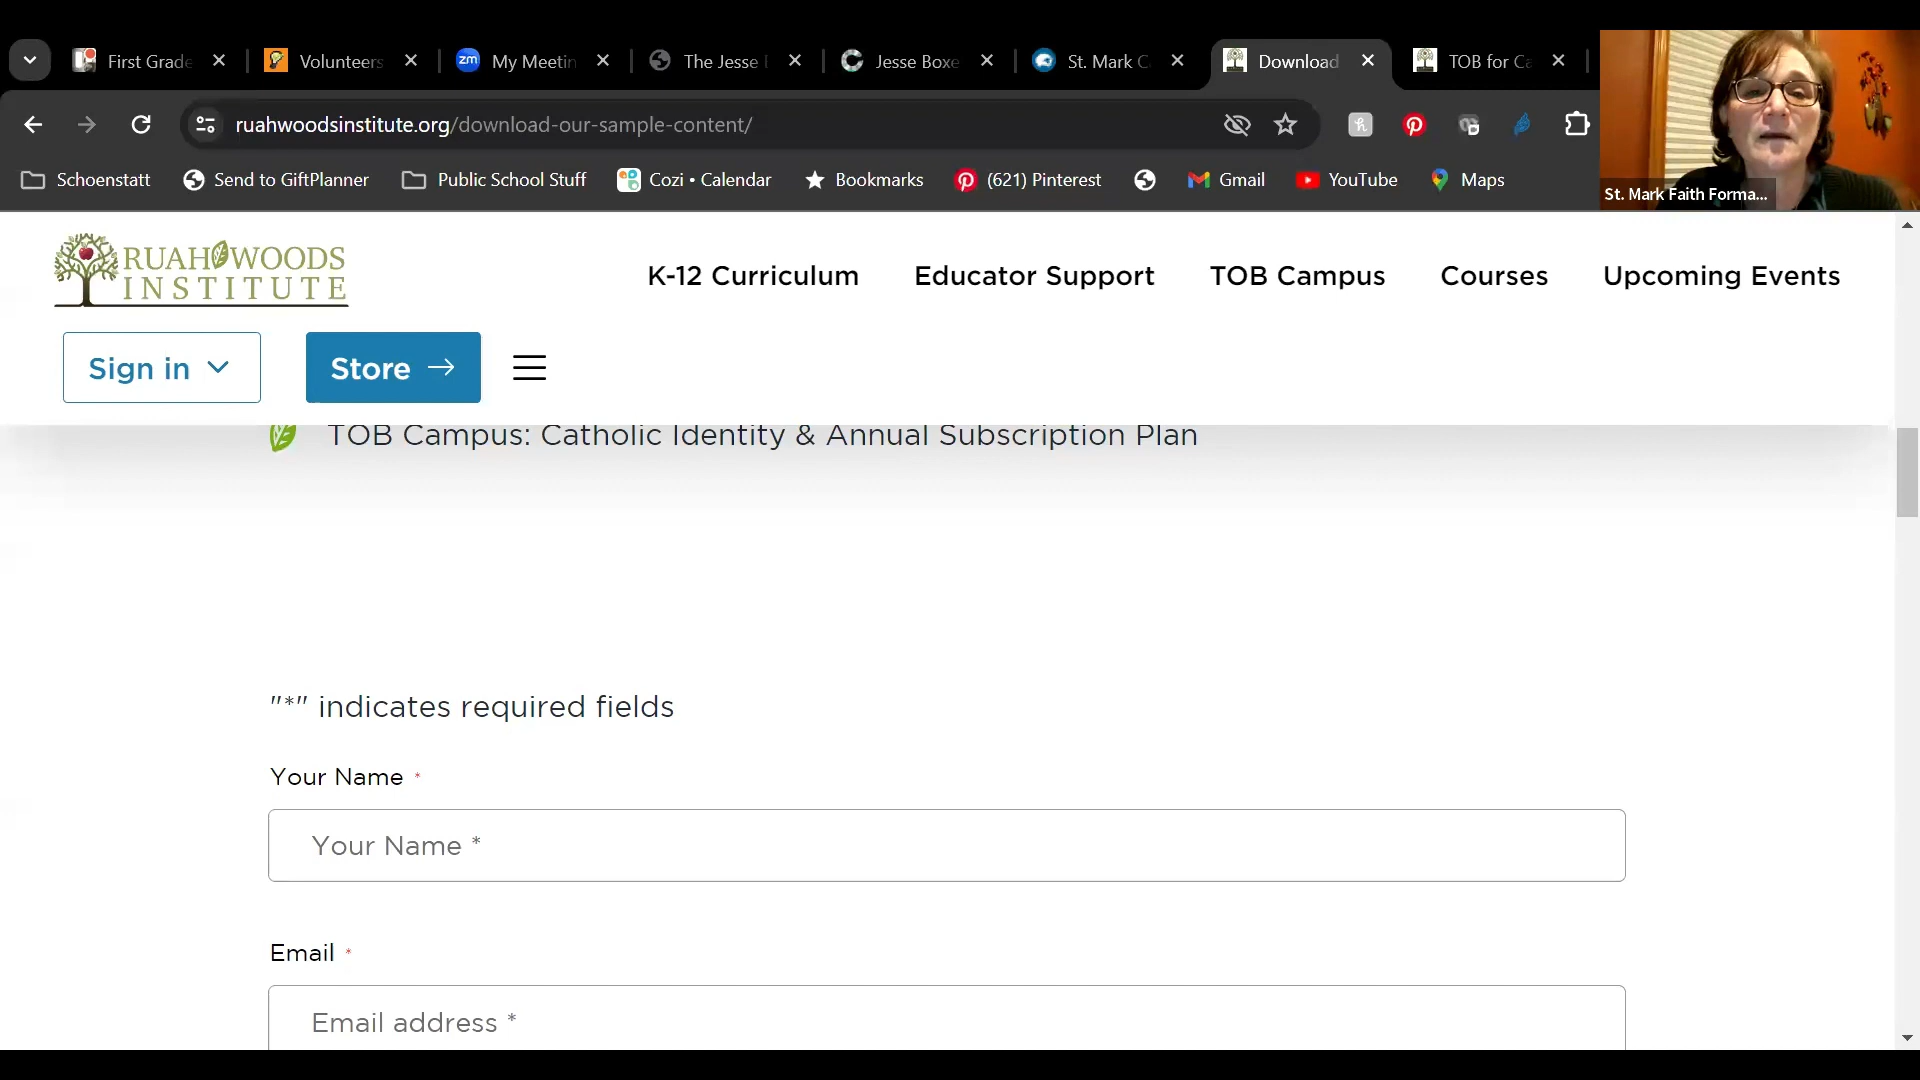 First Grade
Volunteers
My Meetin
The Jesse
Jesse Boxe
St. Mark C
Download
TOB for Ca
ruahwoodsinstitute.org/download-our-sample-content/
Schoenstatt
Send to GiftPlanner
Public School Stuff
Cozi • Calendar
Bookmarks
(621) Pinterest
Gmail
YouTube
Maps
St. Mark Faith Forma...
RUAH WOODS
INSTITUTE
K-12 Curriculum
Educator Support
TOB Campus
Courses
Upcoming Events
Sign in
Store →
TOB Campus: Catholic Identity & Annual Subscription Plan
"*" indicates required fields
Your Name *
Your Name *
Email *
Email address *